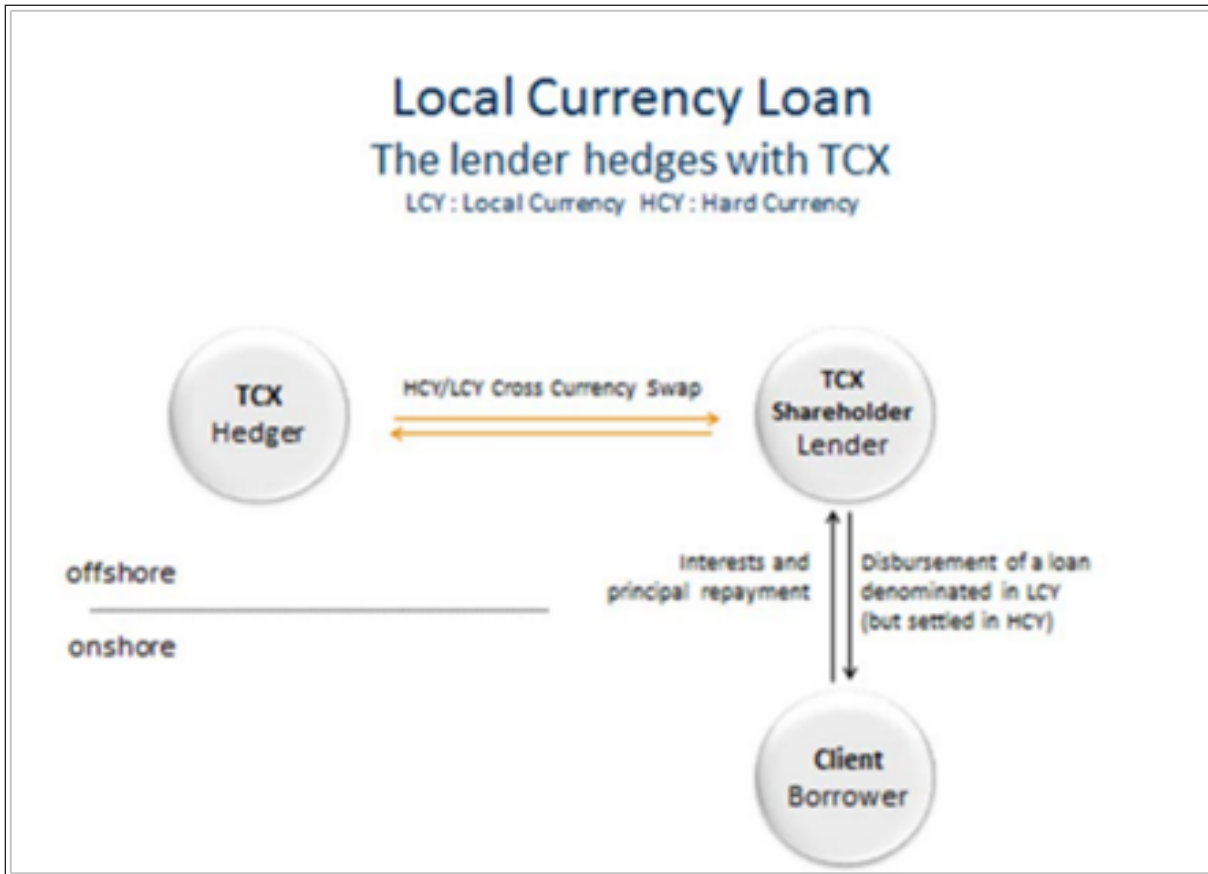 Local Currency Loan
The lender hedges with TCX
LCY : Local Currency HCY : Hard Currency
TCX
Hedger
HCY/LCY Cross Currency Swap
TCX
Shareholder
Lender
offshore
onshore
Interests and
principal repayment
Disbursement of a loan
denominated in LCY
(but settled in HCY)
Client
Borrower